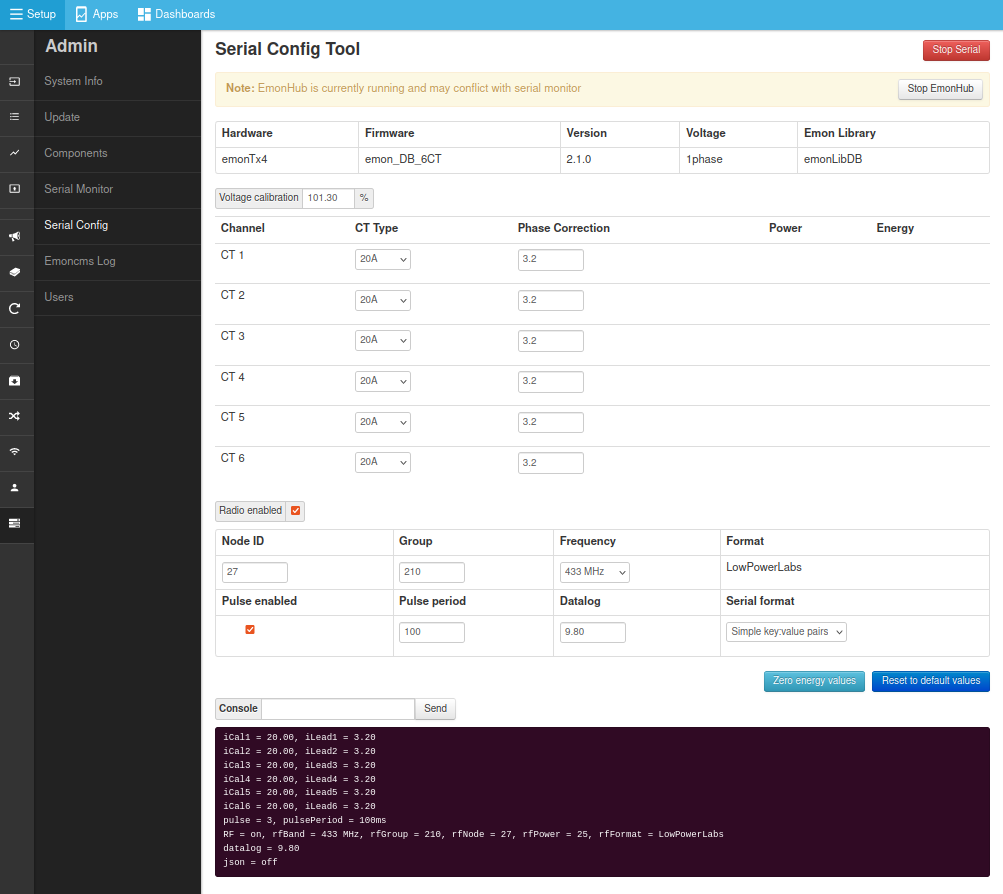 Setup Apps Dashboards
Admin
System Info
Update
Components
Serial Monitor
Serial Config
Emoncms Log
Users
Serial Config Tool
Stop Serial
Note: EmonHub is currently running and may conflict with serial monitor
Stop EmonHub
Hardware Firmware Version Voltage Emon Library
emonTx4 emon_DB_6CT 2.1.0 1phase emonLibDB
Voltage calibration 101.30 %
Channel CT Type Phase Correction Power Energy
CT 1 20A 3.2
CT 2 20A 3.2
CT 3 20A 3.2
CT 4 20A 3.2
CT 5 20A 3.2
CT 6 20A 3.2
Radio enabled
Node ID Group Frequency Format
27 210 433 MHz LowPowerLabs
Pulse enabled Pulse period Datalog Serial format
100 9.80 Simple key:value pairs
Zero energy values Reset to default values
Console Send
iCal1 = 20.00, iLead1 = 3.20
iCal2 = 20.00, iLead2 = 3.20
iCal3 = 20.00, iLead3 = 3.20
iCal4 = 20.00, iLead4 = 3.20
iCal5 = 20.00, iLead5 = 3.20
iCal6 = 20.00, iLead6 = 3.20
pulse = 3, pulsePeriod = 100ms
RF = on, rfBand = 433 MHz, rfGroup = 210, rfNode = 27, rfPower = 25, rfFormat = LowPowerLabs
datalog = 9.80
json = off